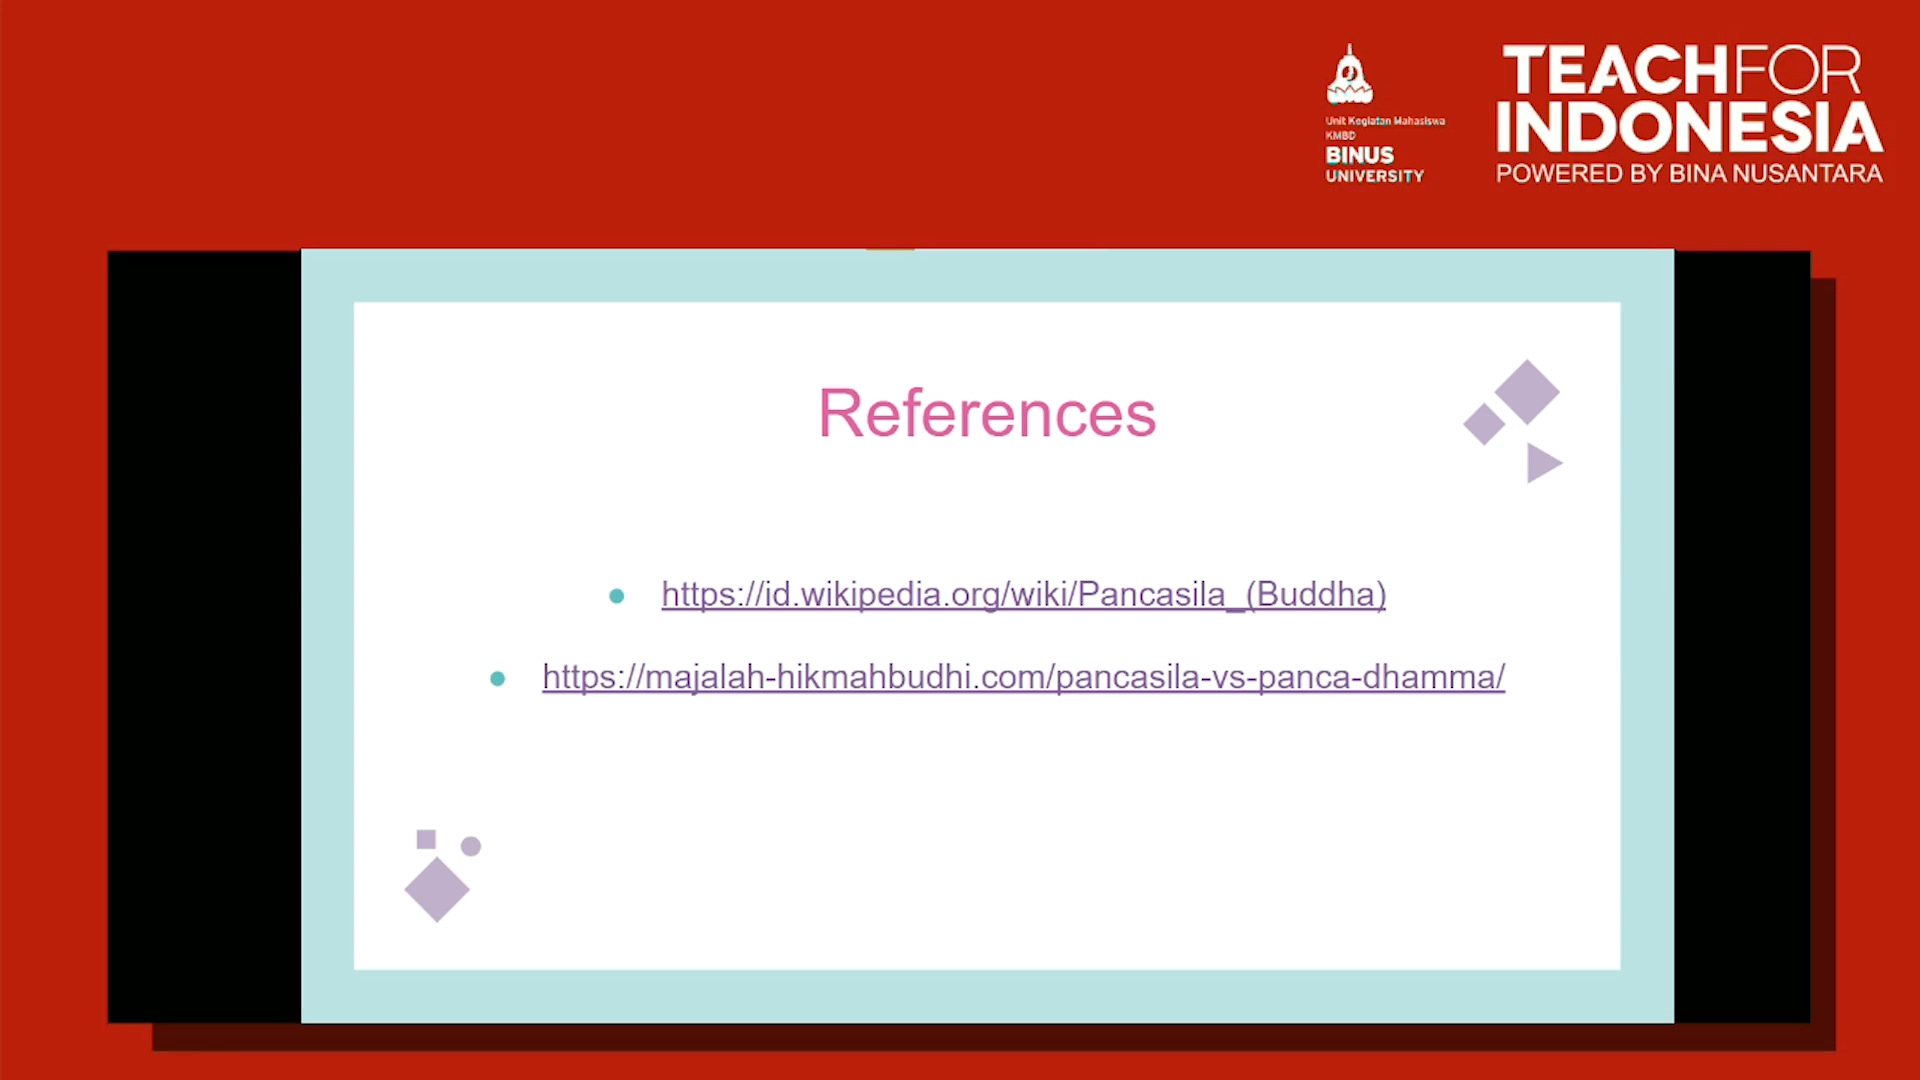 Unit Kegiatan Mahasiswa
KMBD
BINUS
UNIVERSITY
TEACHFOR
INDONESIA
POWERED BY BINA NUSANTARA
References
https://id.wikipedia.org/wiki/Pancasila_(Buddha)
https://majalah-hikmahbudhi.com/pancasila-vs-panca-dhamma/